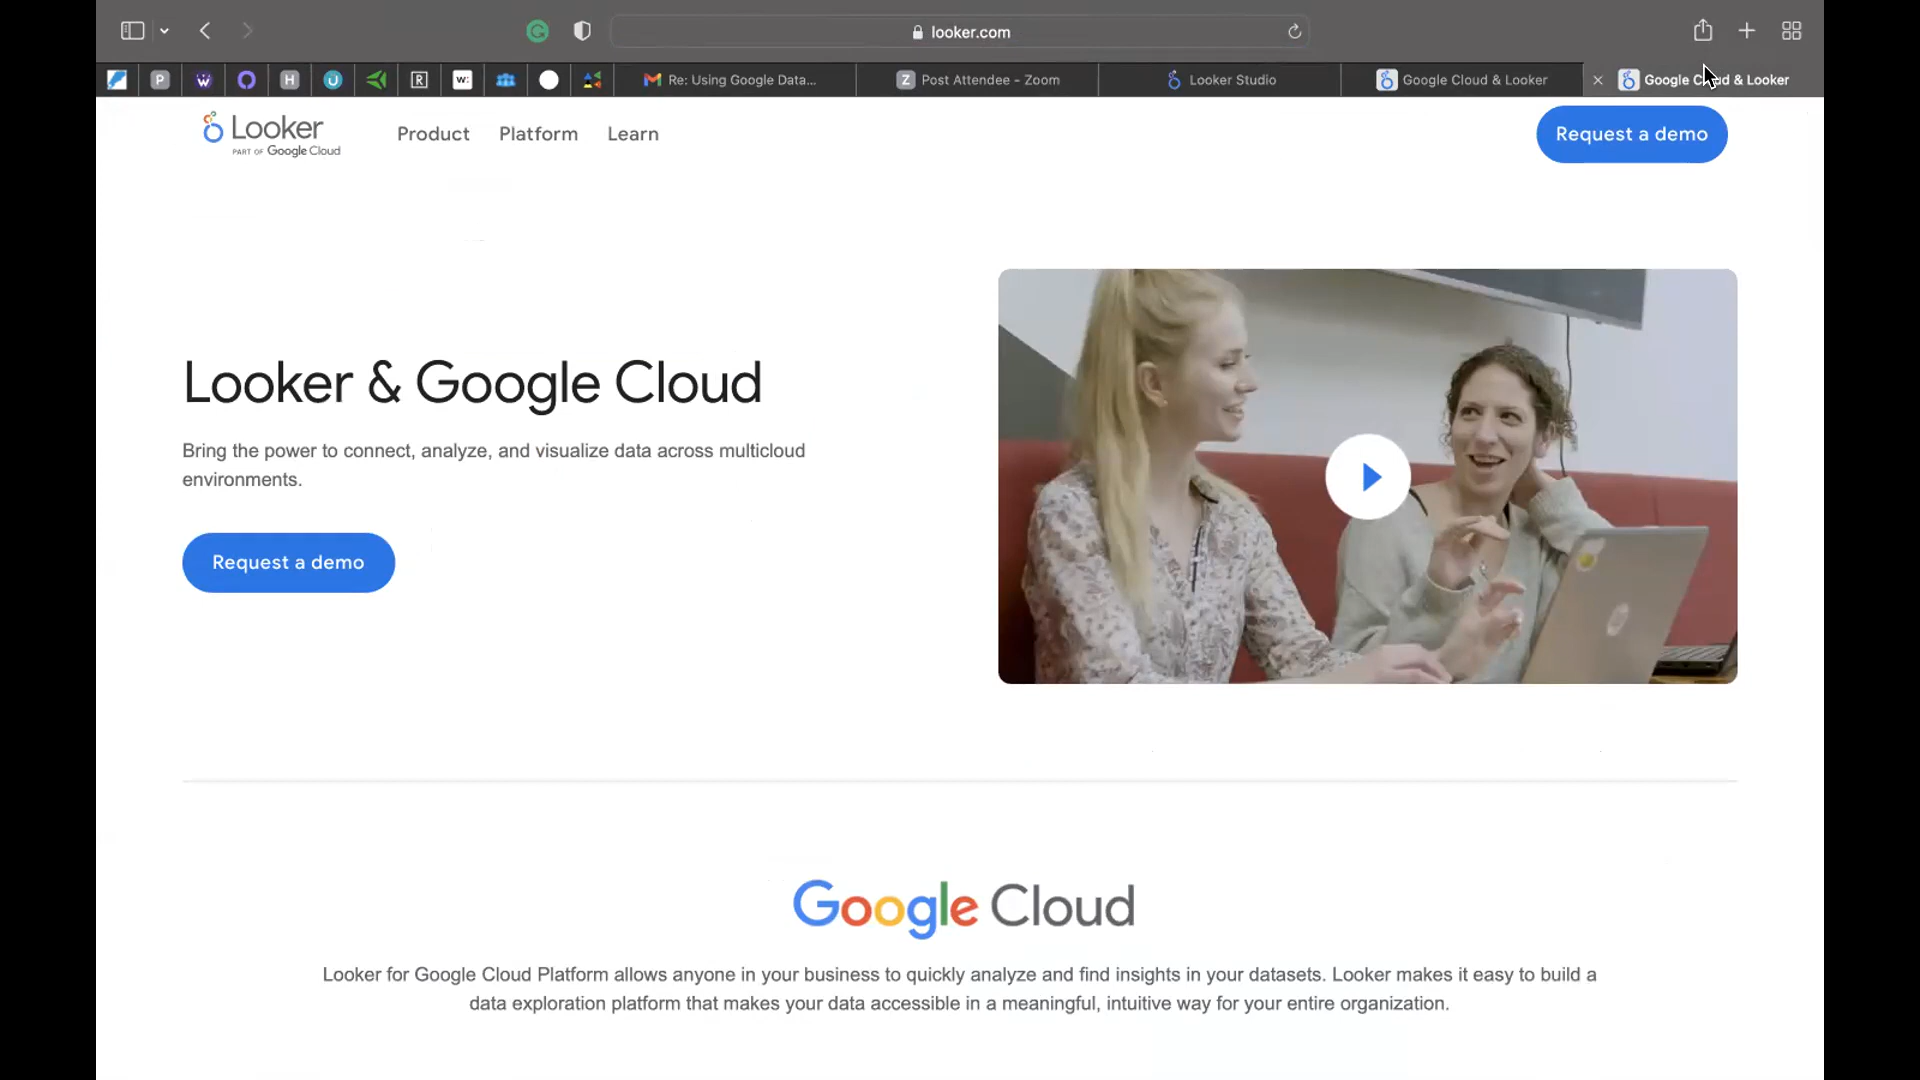 looker.com
P
H
R
w:
Re: Using Google Data...
Z Post Attendee - Zoom
Looker Studio
Google Cloud & Looker
Looker
PART OF Google Cloud
Product
Platform
Learn
Request a demo
Looker & Google Cloud
Bring the power to connect, analyze, and visualize data across multicloud
environments.
Request a demo
Google Cloud
Looker for Google Cloud Platform allows anyone in your business to quickly analyze and find insights in your datasets. Looker makes it easy to build a
data exploration platform that makes your data accessible in a meaningful, intuitive way for your entire organization.